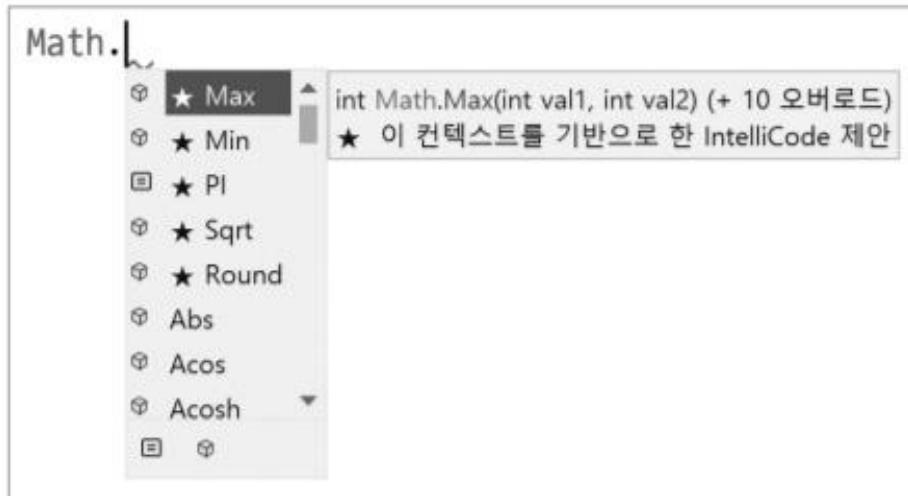 Math.
★ Max
int Math.Max(int val1, int val2) (+ 10 오버로드)
★ 이 컨텍스트를 기반으로 한 IntelliCode 제안
★ Min
★ PI
★ Sqrt
★ Round
Abs
Acos
Acosh